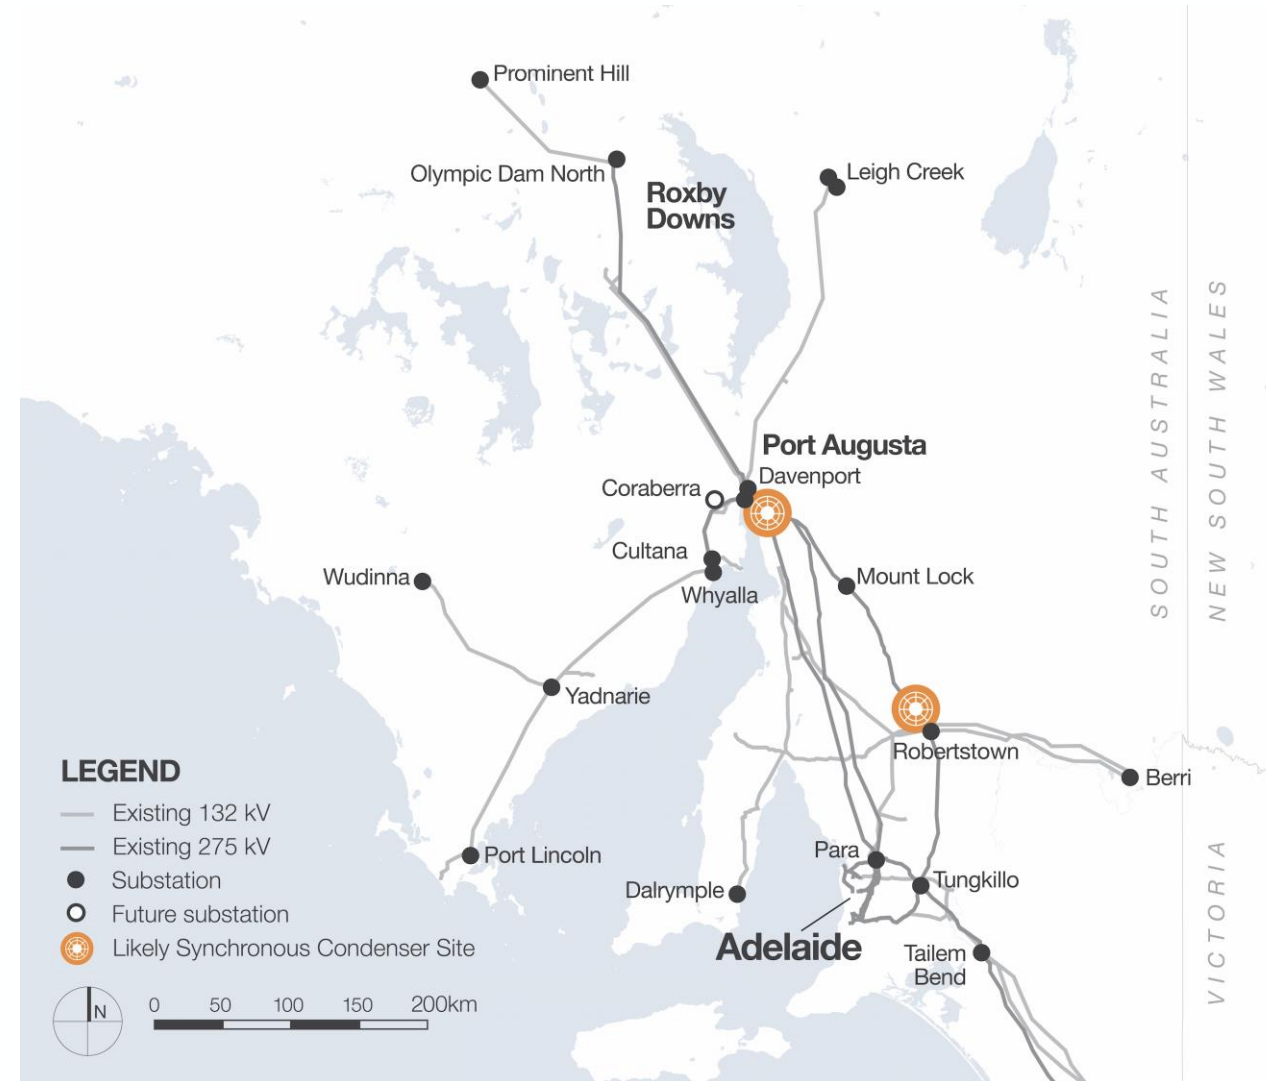 Prominent Hill
Olympic Dam North
Leigh Creek
Roxby
Downs
Port Augusta
Davenport
Coraberra
Cultana
Wudinna
Mount Lock
Whyalla
Yadnarie
Robertstown
Berri
Port Lincoln
Para
Tungkillo
Dalrymple
Adelaide
Tailem
Bend
SOUTH AUSTRALIA
NEW SOUTH WALES
VICTORIA
LEGEND
Existing 132 kV
Existing 275 kV
Substation
Future substation
Likely Synchronous Condenser Site
N
0 50 100 150 200km